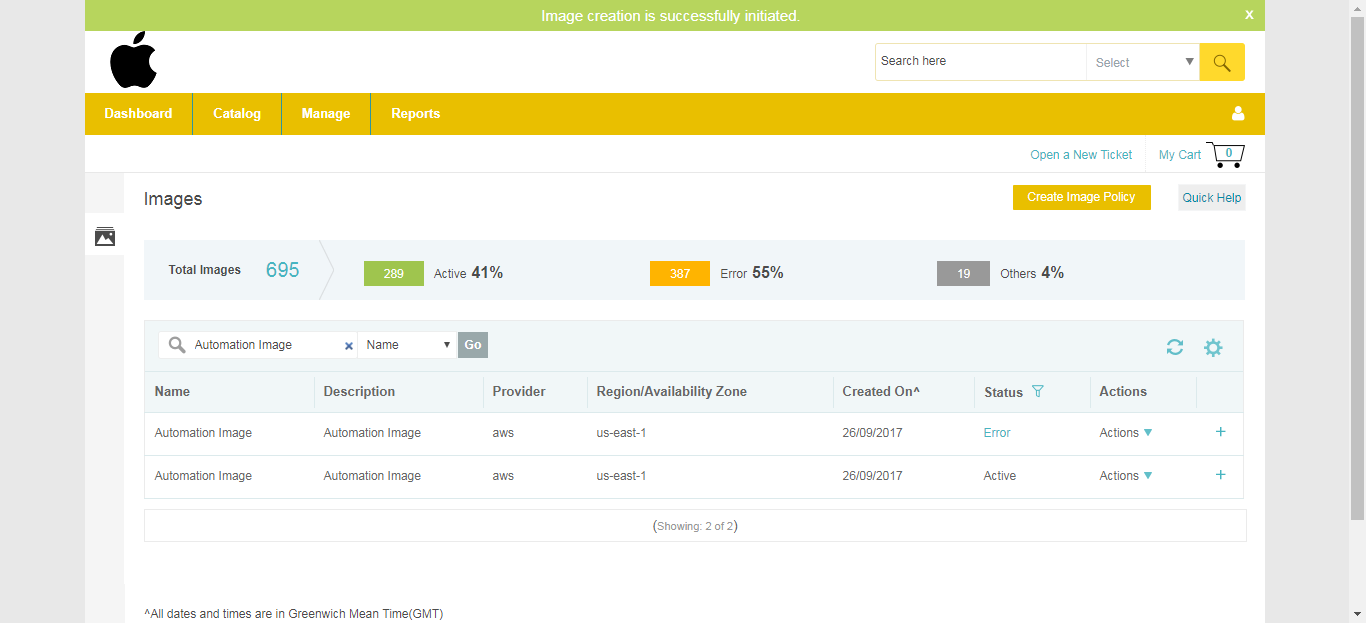 Image creation is successfully initiated. x
Search here Select
Dashboard Catalog Manage Reports
Open a New Ticket My Cart 0
Images Create Image Policy Quick Help
Total Images 695 289 Active 41% 387 Error 55% 19 Others 4%
Automation Image × Name Go
Name Description Provider Region/Availability Zone Created On^ Status Actions
Automation Image Automation Image aws us-east-1 26/09/2017 Error Actions +
Automation Image Automation Image aws us-east-1 26/09/2017 Active Actions +
(Showing: 2 of 2)
^All dates and times are in Greenwich Mean Time(GMT)